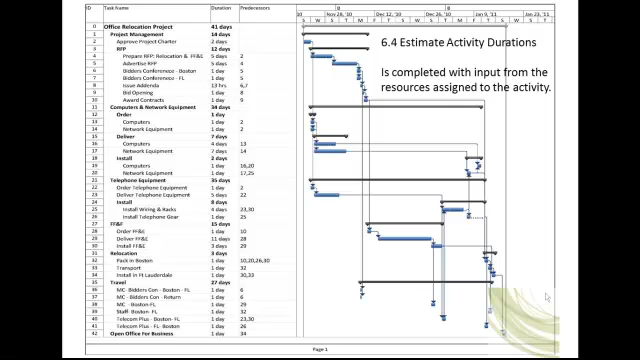 ID Task Name Duration Predecessors
10 Nov 28, '10 Dec 12, '10 Dec 26, '10 Jan 9, '11 Jan 23, '11
S W S T M F T S W S T M
0 Office Relocation Project 41 days
1 Project Management 14 days
2 Approve Project Charter 2 days
3 RFP 12 days
4 Prepare RFP: Relocation & FF&E 5 days 2
5 Advertise RFP 5 days 4
6 Bidders Conference - Boston 1 day 5
7 Bidders Conference - FL 1 day 5
8 Issue Addenda 13 hrs 6,7
9 Bid Opening 1 day 8
10 Award Contracts 1 day 9
11 Computers & Network Equipment 34 days
12 Order 1 day
13 Computers 1 day 2
14 Network Equipment 1 day 2
15 Deliver 7 days
16 Computers 4 days 13
17 Network Equipment 7 days 14
18 Install 2 days
19 Computers 1 day 16,20
20 Network Equipment 1 day 17,25
21 Telephone Equipment 35 days
22 Order Telephone Equipment 1 day 2
23 Deliver Telephone Equipment 5 days 22
24 Install 8 days
25 Install Wiring & Racks 4 days 23,30
26 Install Telephone Gear 1 day 25
27 FF&E 15 days
28 Order FF&E 1 day 10
29 Deliver FF&E 11 days 28
30 Install FF&E 3 days 29
31 Relocation 3 days
32 Pack in Boston 1 day 10,20,26,30
33 Transport 1 day 32
34 Install in Ft Lauderdale 1 day 30,33
35 Travel 27 days
36 MC - Bidders Con - Boston - FL 1 day 6
37 MC - Bidders Con - Return 1 day 6
38 MC - Boston-FL 1 day 29
39 Staff- Boston- FL 1 day 32
40 Telecom Plus - Boston- FL 1 day 23,30
41 Telecom Plus - FL- Boston 1 day 26
42 Open Office For Business 1 day 34
Page 1
6.4 Estimate Activity Durations
Is completed with input from the
resources assigned to the activity.